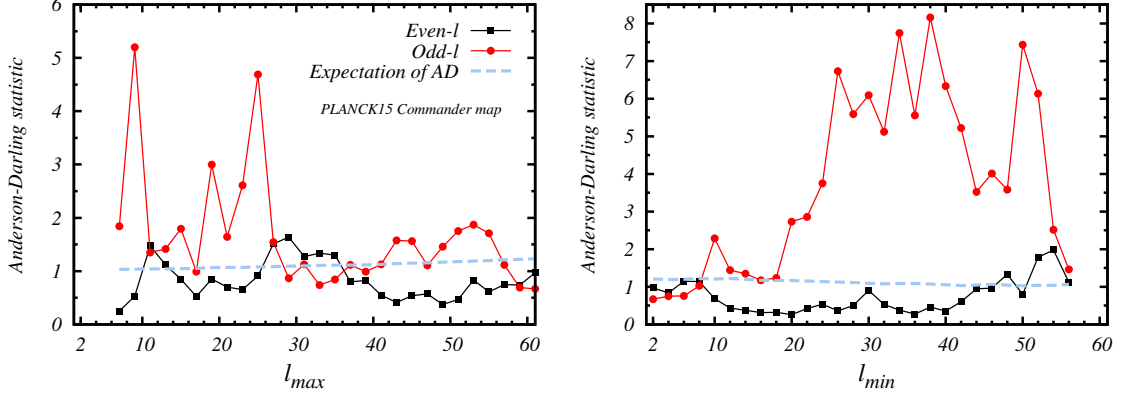 Anderson-Darling statistic
6
5
4
3
2
1
0
Even-l
Odd-l
Expectation of AD
PLANCK15 Commander map
2 10 20 30 40 50 60
l_max
Anderson-Darling statistic
8
7
6
5
4
3
2
1
0
2 10 20 30 40 50 60
l_min